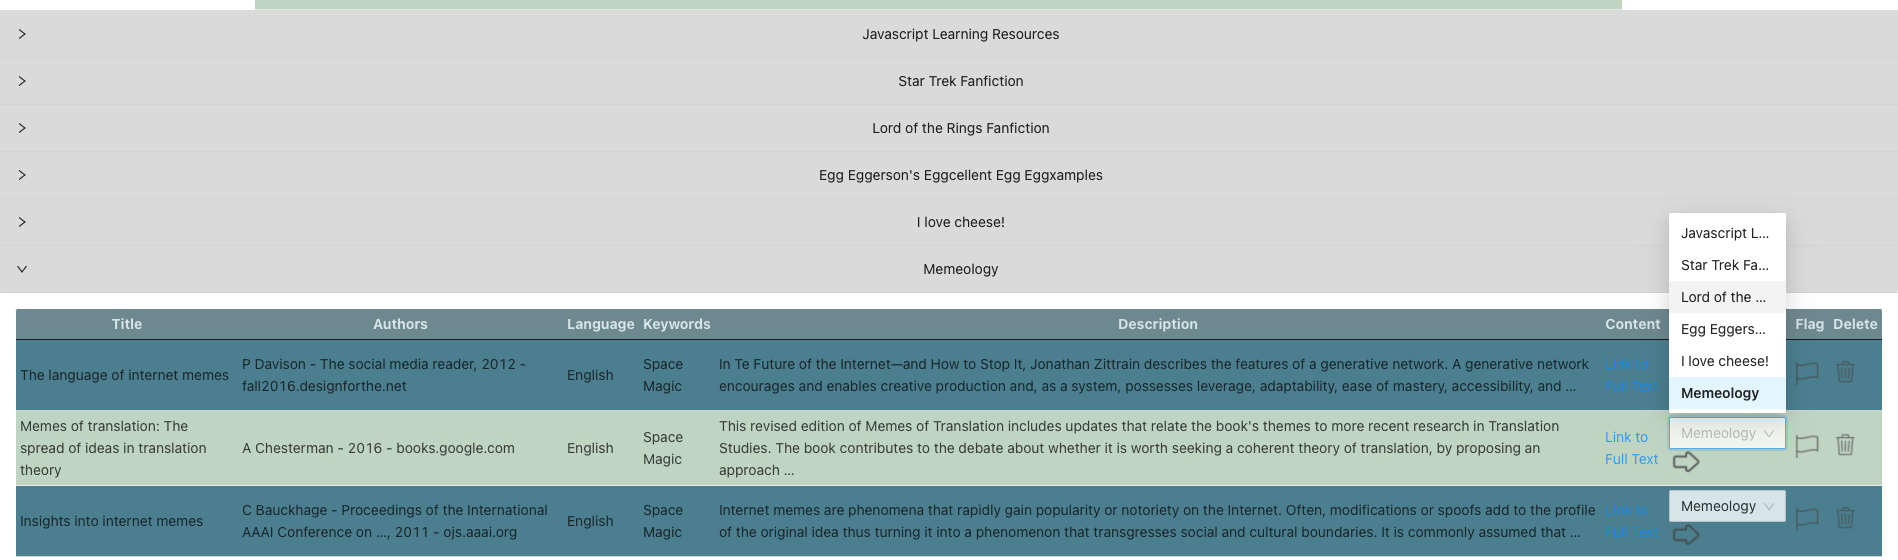 Javascript Learning Resources
Star Trek Fanfiction
Lord of the Rings Fanfiction
Egg Eggerson's Eggcellent Egg Eggxamples
I love cheese!
Memeology
Javascript L...
Star Trek Fa...
Lord of the ...
Egg Eggers...
I love cheese!
Memeology
Title Authors Language Keywords Description Content Flag Delete
The language of internet memes
P Davison - The social media reader, 2012 -
fall2016.designforthe.net
English
Space
Magic
In Te Future of the Internet—and How to Stop It, Jonathan Zittrain describes the features of a generative network. A generative network
encourages and enables creative production and, as a system, possesses leverage, adaptability, ease of mastery, accessibility, and ...
Link to
Full Text
Memes of translation: The
spread of ideas in translation
theory
A Chesterman - 2016 - books.google.com
English
Space
Magic
This revised edition of Memes of Translation includes updates that relate the book's themes to more recent research in Translation
Studies. The book contributes to the debate about whether it is worth seeking a coherent theory of translation, by proposing an
approach ...
Link to
Full Text
Memeology
Insights into internet memes
C Bauckhage - Proceedings of the International
AAAI Conference on ..., 2011 - ojs.aaai.org
English
Space
Magic
Internet memes are phenomena that rapidly gain popularity or notoriety on the Internet. Often, modifications or spoofs add to the profile
of the original idea thus turning it into a phenomenon that transgresses social and cultural boundaries. It is commonly assumed that ...
Link to
Full Text
Memeology